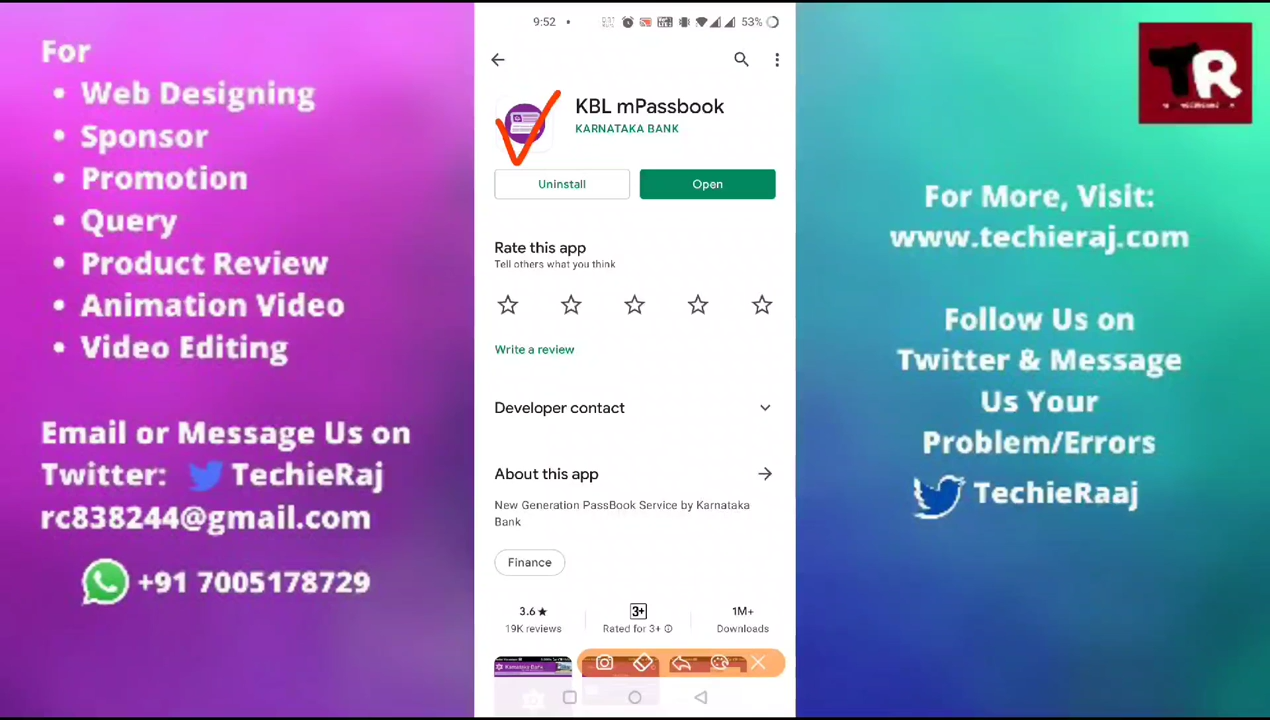 For
• Web Designing
• Sponsor
• Promotion
• Query
• Product Review
• Animation Video
• Video Editing
Email or Message Us on
Twitter: TechieRaj
rc838244@gmail.com
+91 7005178729
9:52
53%
KBL mPassbook
KARNATAKA BANK
Uninstall
Open
Rate this app
Tell others what you think
Write a review
Developer contact
About this app
New Generation PassBook Service by Karnataka
Bank
Finance
3.6★
19K reviews
3+
Rated for 3+
1M+
Downloads
Karnataka Bank
TR
For More, Visit:
www.techieraj.com
Follow Us on
Twitter & Message
Us Your
Problem/Errors
TechieRaaj